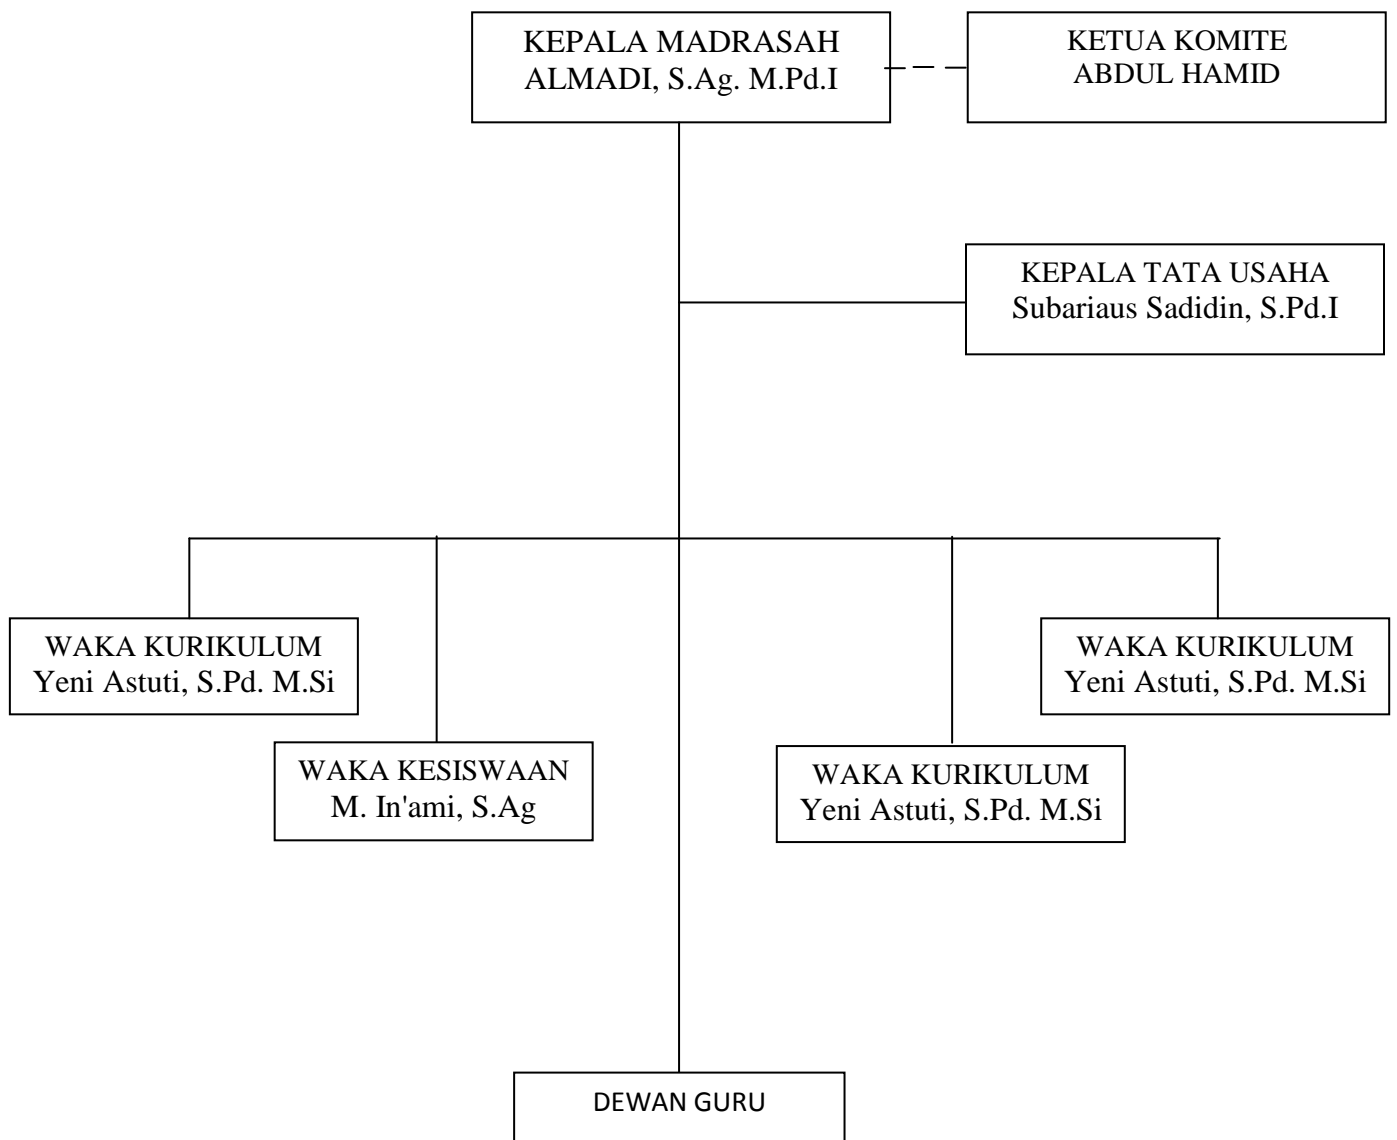 KEPALA MADRASAH
ALMADI, S.Ag. M.Pd.I
KETUA KOMITE
ABDUL HAMID
KEPALA TATA USAHA
Subariaus Sadidin, S.Pd.I
WAKA KURIKULUM
Yeni Astuti, S.Pd. M.Si
WAKA KESISWAAN
M. In'ami, S.Ag
WAKA KURIKULUM
Yeni Astuti, S.Pd. M.Si
WAKA KURIKULUM
Yeni Astuti, S.Pd. M.Si
DEWAN GURU